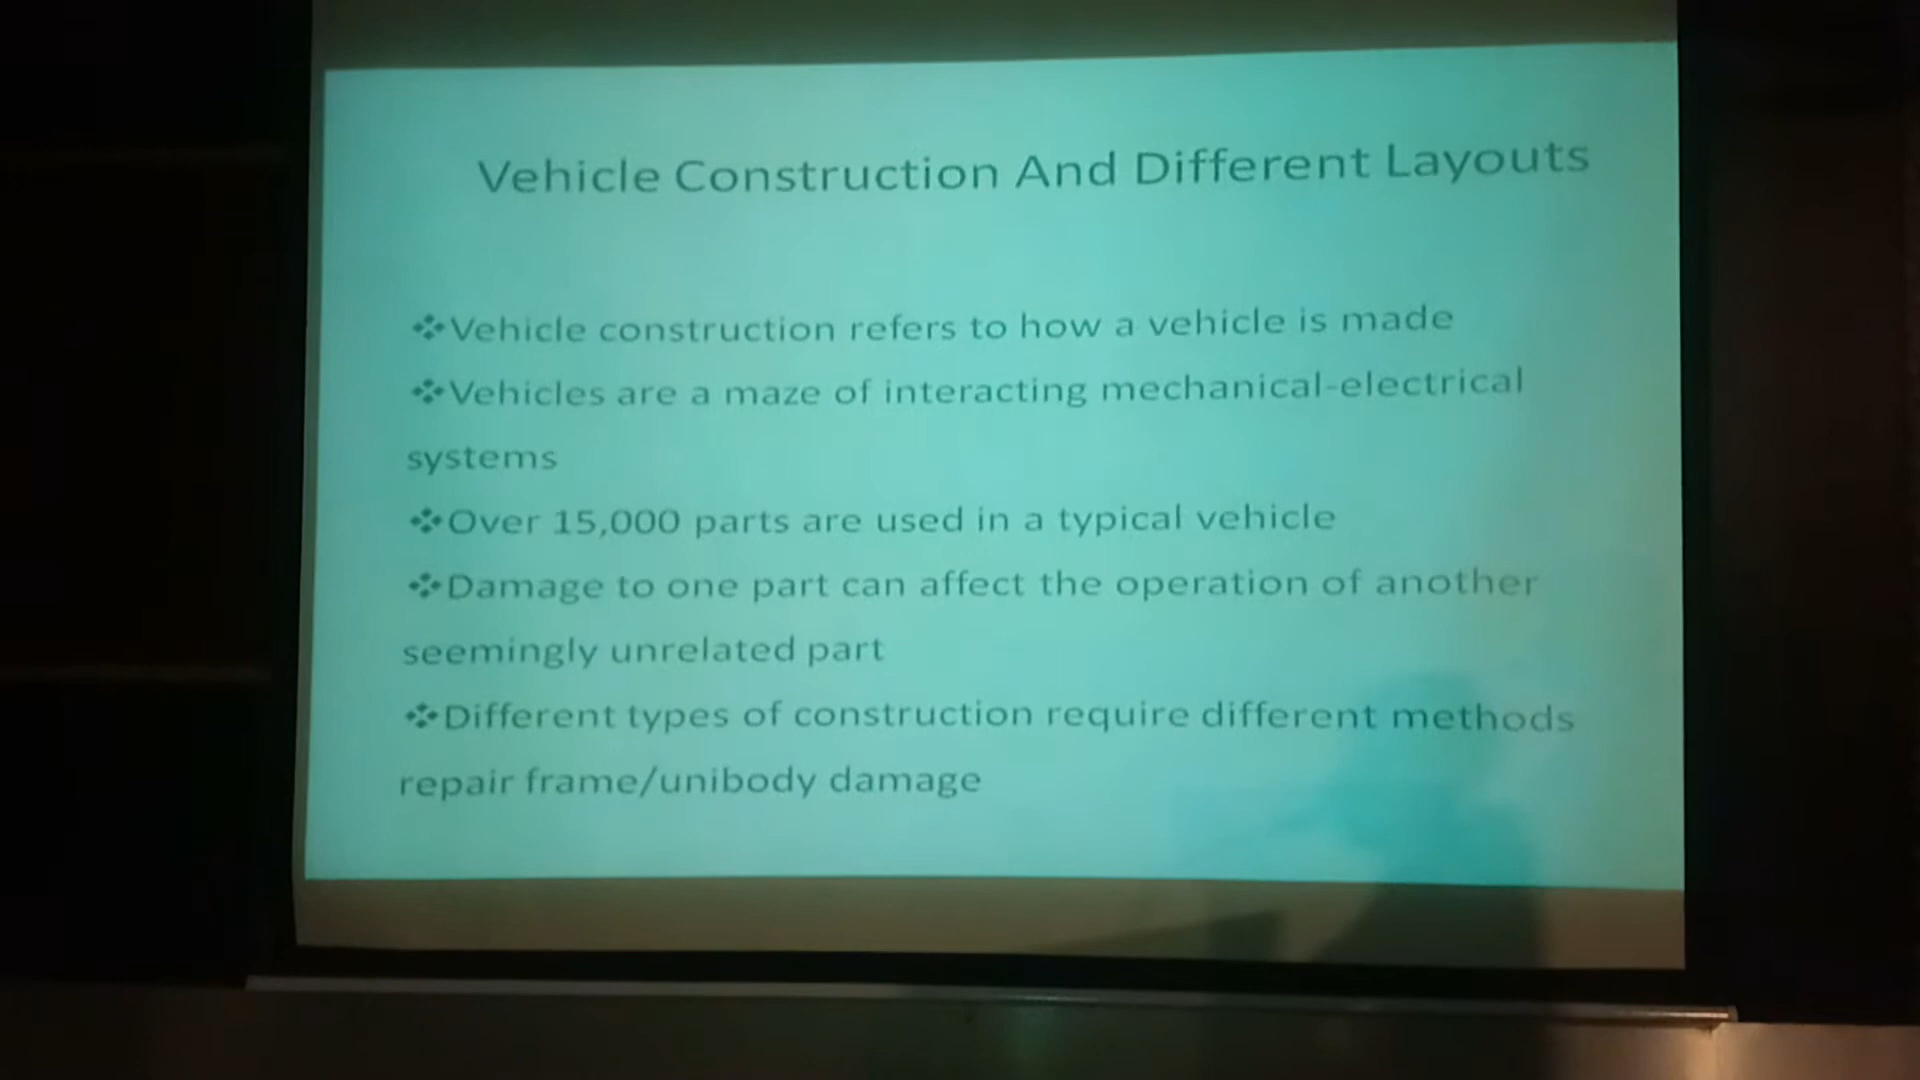 Vehicle Construction And Different Layouts
❖Vehicle construction refers to how a vehicle is made
❖Vehicles are a maze of interacting mechanical-electrical
systems
❖Over 15,000 parts are used in a typical vehicle
❖Damage to one part can affect the operation of another
seemingly unrelated part
❖Different types of construction require different methods
repair frame/unibody damage